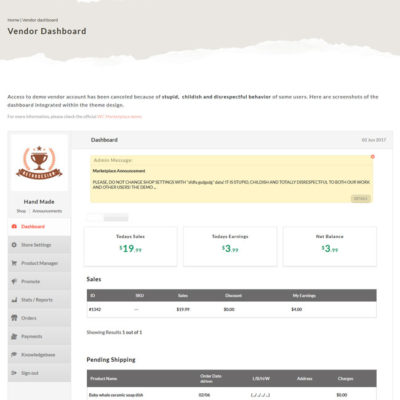 Home | Vendor dashboard
Vendor Dashboard
Access to demo vendor account has been canceled because of stupid, childish and disrespectful behavior of some users. Here are screenshots of the
dashboard integrated within the theme design.
For more information, please check the official WC Marketplace demo.
Dashboard
02 Jun 2017
Admin Message:
Marketplace Announcement
PLEASE, DO NOT CHANGE SHOP SETTINGS WITH "sfdfa gsdgsdg" data! IT IS STUPID, CHILDISH AND TOTALLY DISRESPECTFUL TO BOTH OUR WORK
AND OTHER USERS! THE DEMO ...
DETAILS
Hand Made
Shop | Announcements
Dashboard
Store Settings
Product Manager
Promote
Stats / Reports
Orders
Payments
Knowledgebase
Sign out
Todays Sales
$19.99
Todays Earnings
$3.99
Net Balance
$3.99
Sales
ID SKU Sales Discount My Earnings
#1042 --- $19.99 $0.00 $4.00
Showing Results 1 out of 1
Pending Shipping
Product Name Order Date Address Charges
L/B/H/W
Baby whale ceramic soap dish 02/06 (../../../..) $0.00